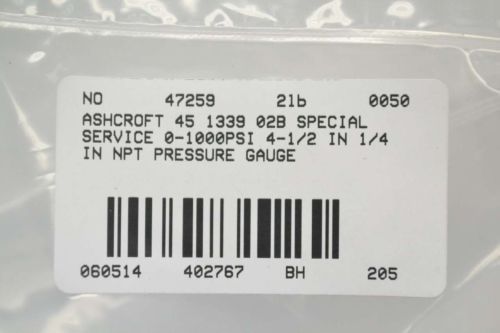 NO 47259 2lb 0050
ASHCROFT 45 1339 02B SPECIAL
SERVICE 0-1000PSI 4-1/2 IN 1/4
IN NPT PRESSURE GAUGE
060514 402767 BH 205